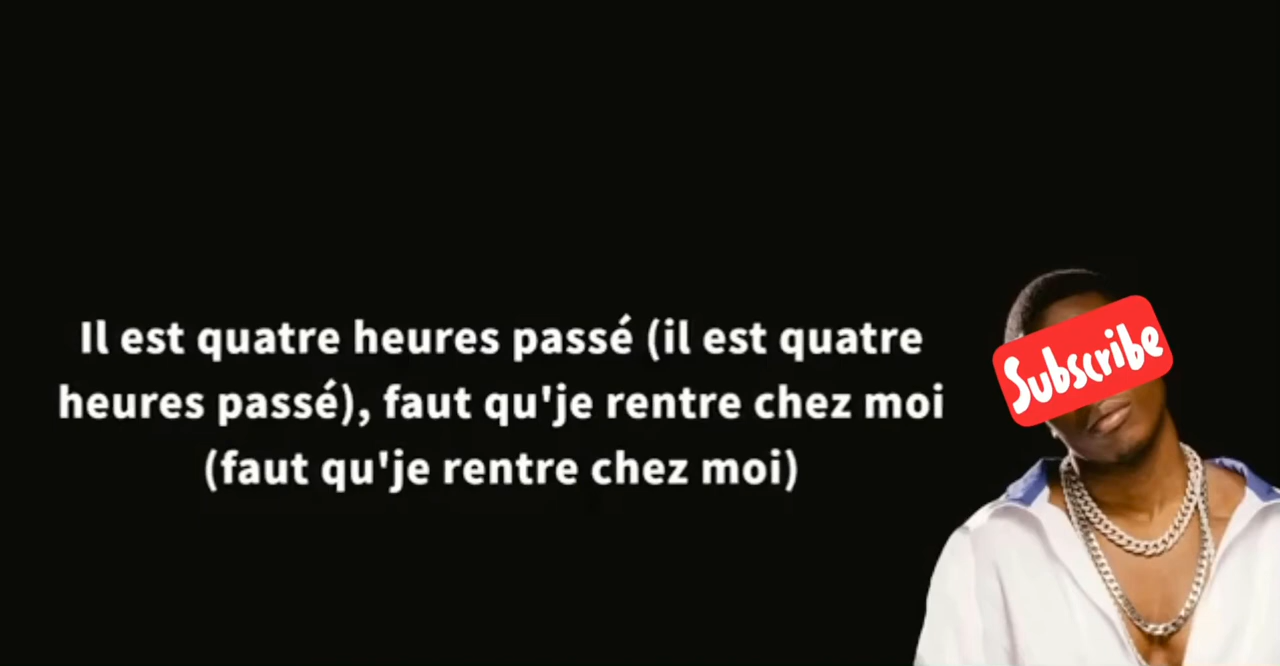 Il est quatre heures passé (il est quatre
heures passé), faut qu'je rentre chez moi
(faut qu'je rentre chez moi)
Subscribe